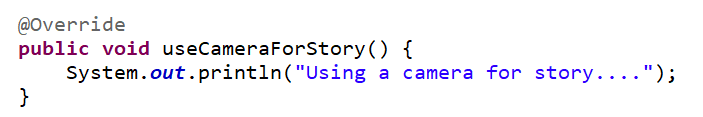 @Override
public void useCameraForStory() {
    System.out.println("Using a camera for story....");
}